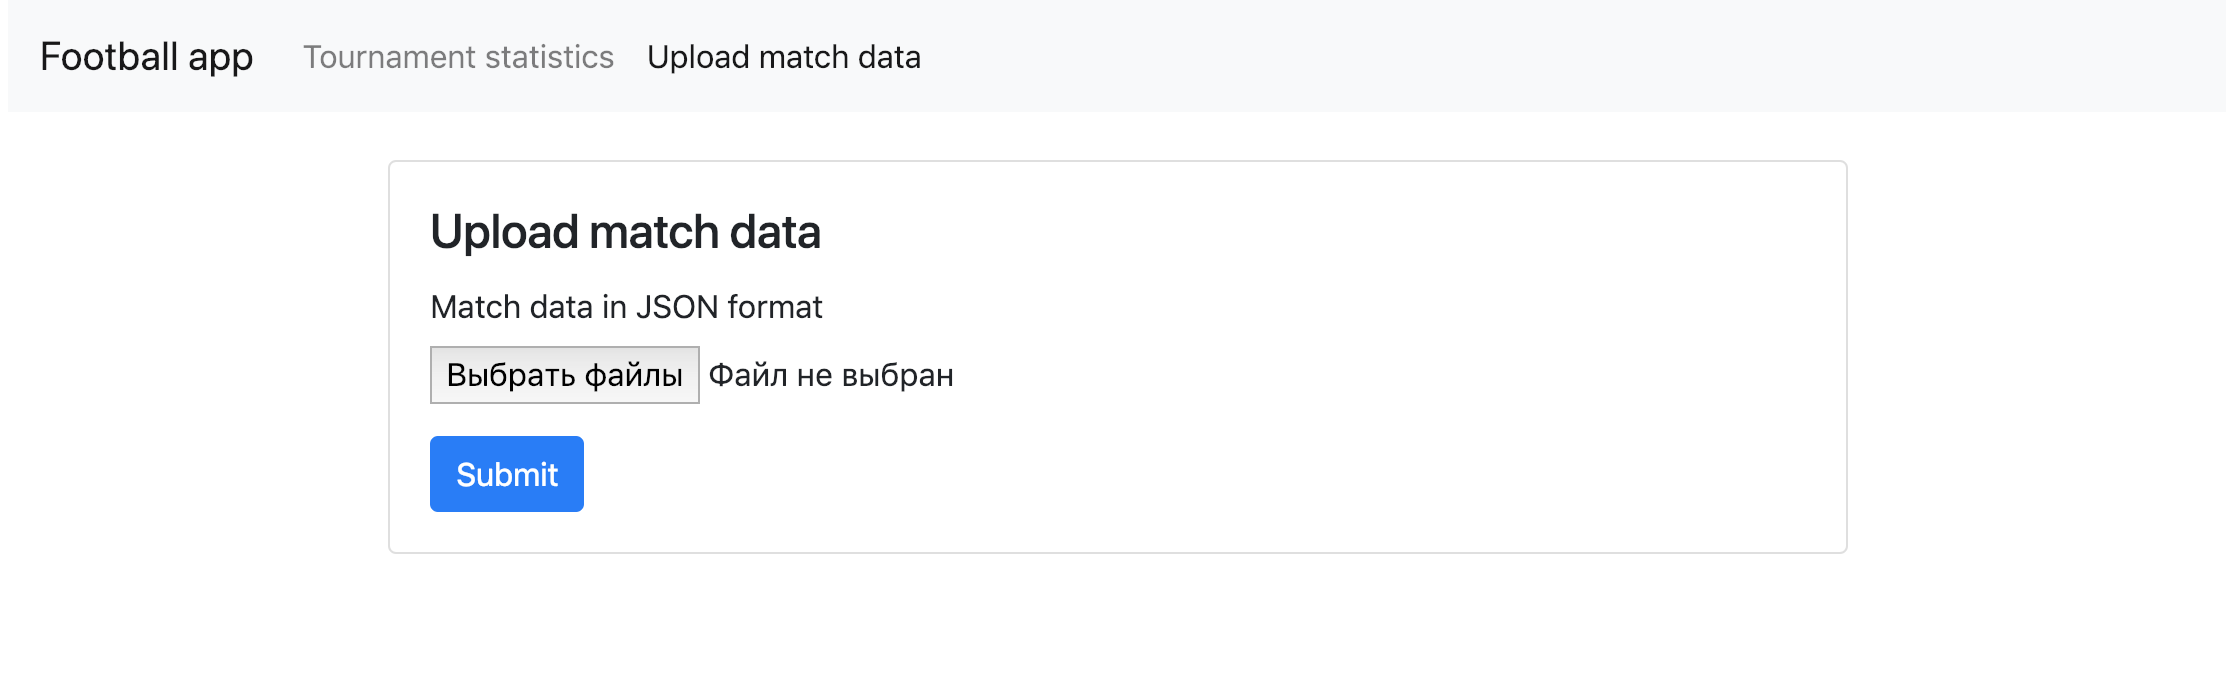 Football app Tournament statistics Upload match data
Upload match data
Match data in JSON format
Выбрать файлы Файл не выбран
Submit